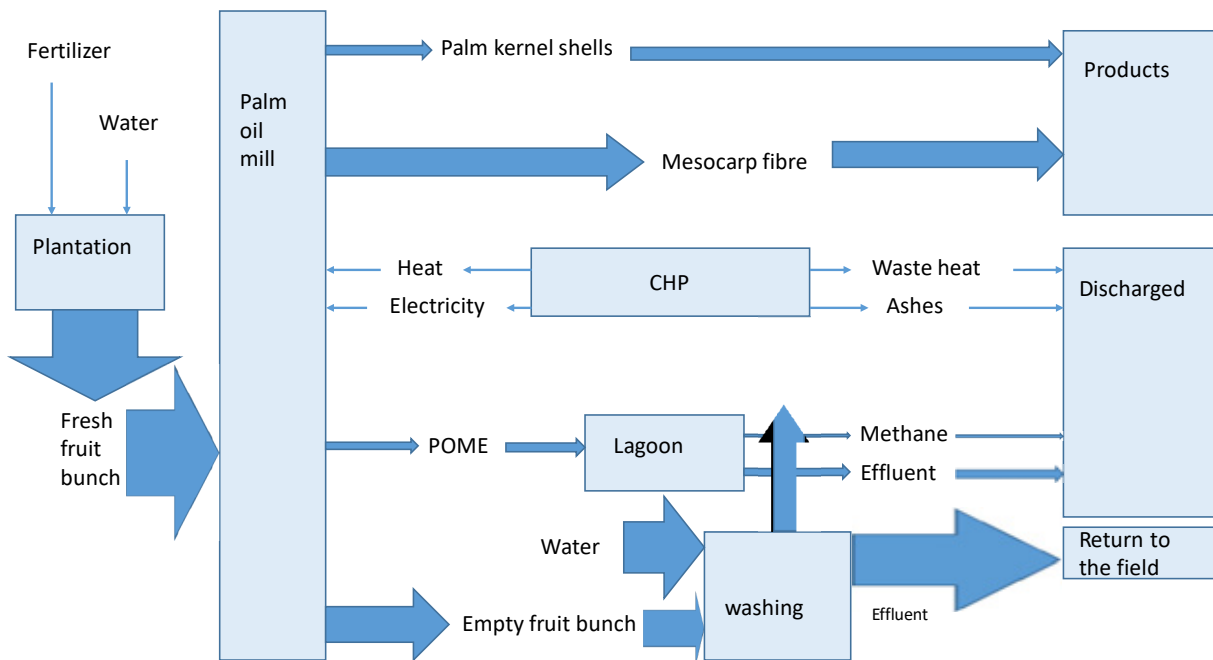 Fertilizer
Water
Plantation
Fresh
fruit
bunch
Palm
oil
mill
Palm kernel shells
Mesocarp fibre
Products
Heat
Electricity
CHP
Waste heat
Ashes
Discharged
POME
Lagoon
Methane
Effluent
Water
Empty fruit bunch
washing
Effluent
Return to
the field